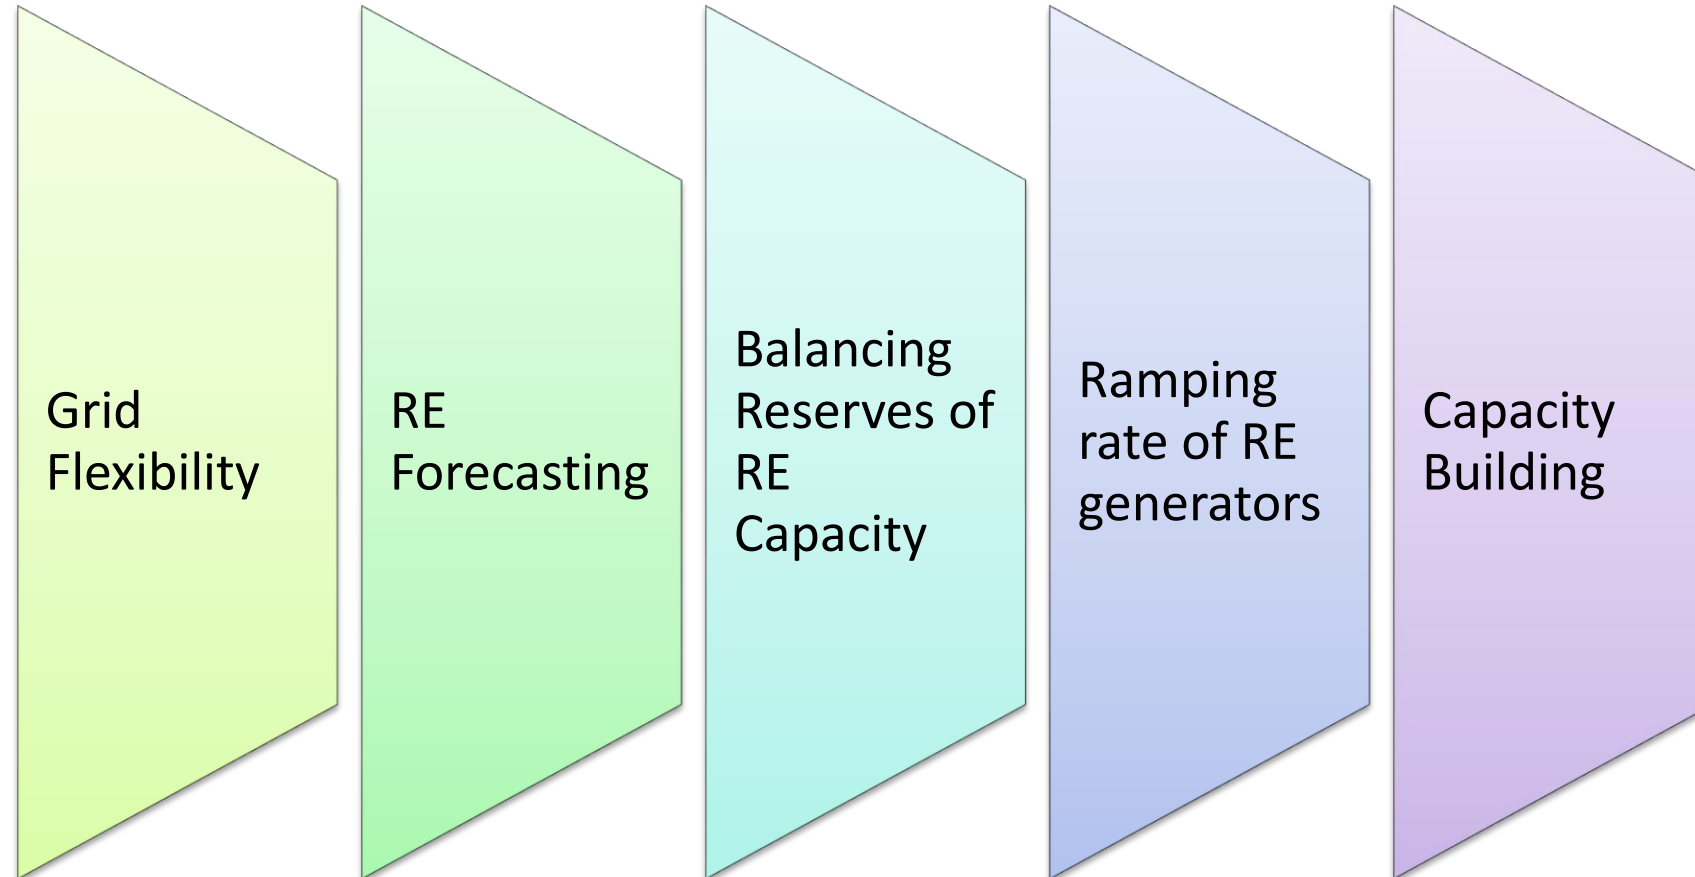 Grid
Flexibility
RE
Forecasting
Balancing
Reserves of
RE
Capacity
Ramping
rate of RE
generators
Capacity
Building